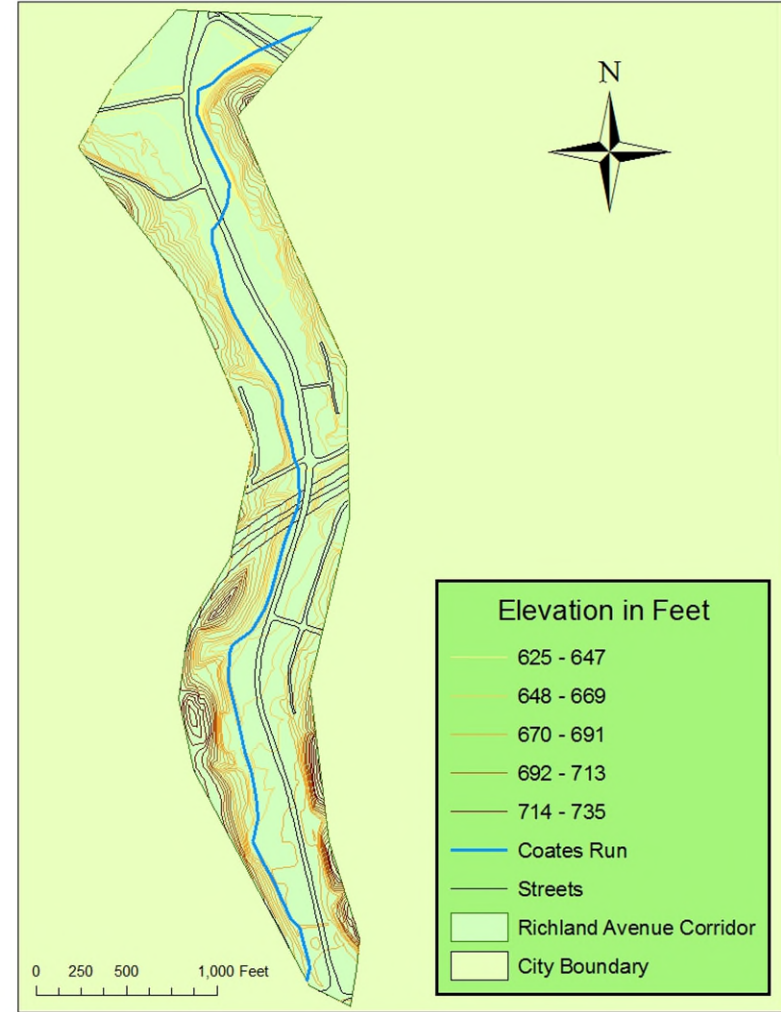 N
Elevation in Feet
625 - 647
648 - 669
670 - 691
692 - 713
714 - 735
Coates Run
Streets
Richland Avenue Corridor
City Boundary
0 250 500 1,000 Feet